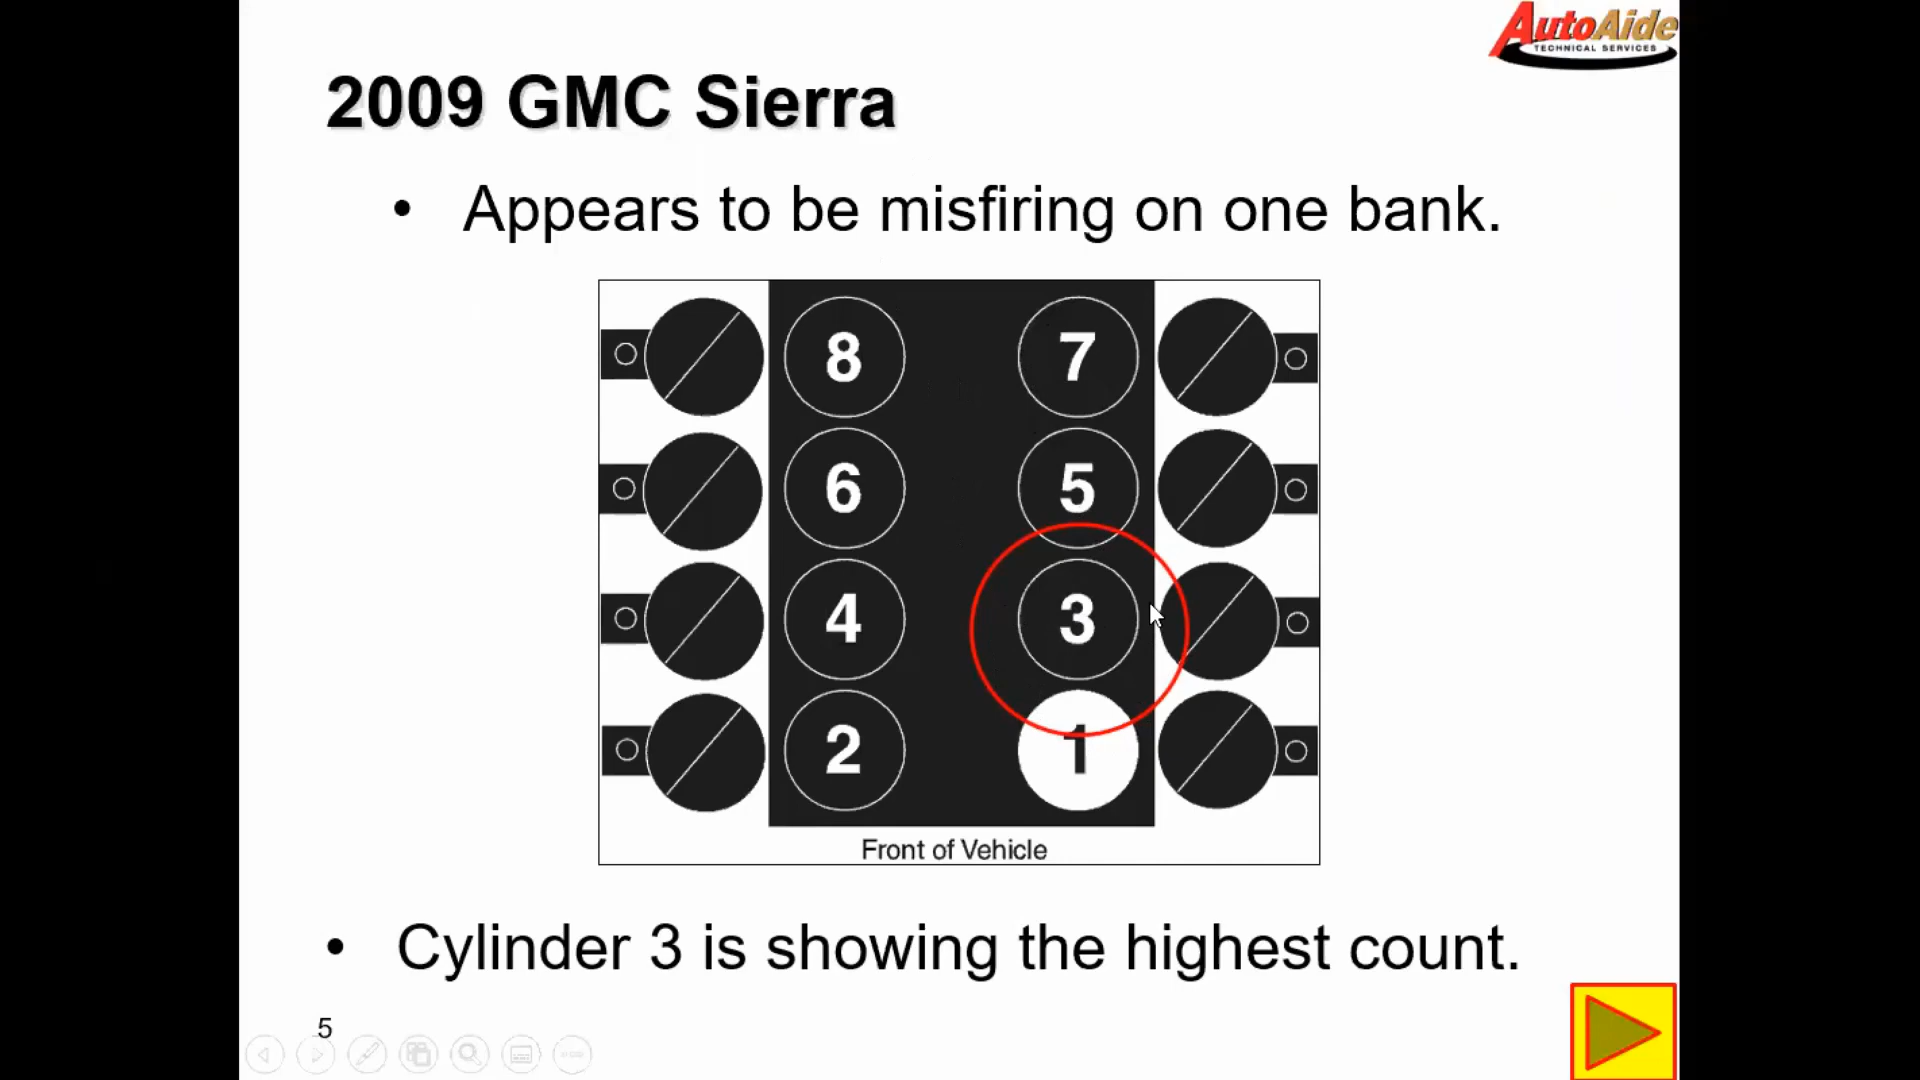 AutoAide
TECHNICAL SERVICES
2009 GMC Sierra
• Appears to be misfiring on one bank.
8 7
6 5
4 3
2 1
Front of Vehicle
• Cylinder 3 is showing the highest count.
5